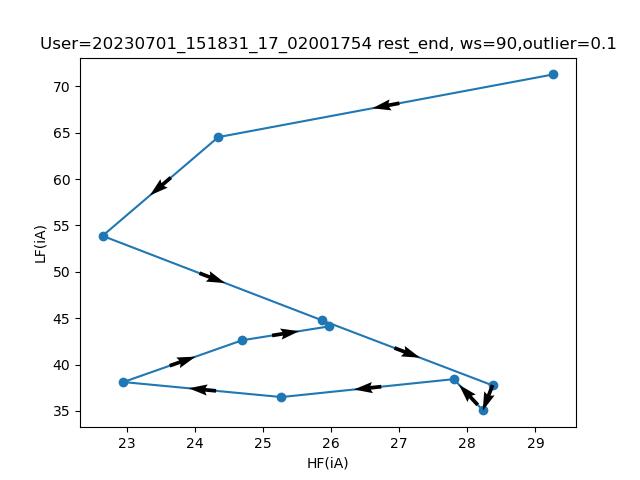 User=20230701_151831_17_02001754 rest_end, ws=90,outlier=0.1
70
65
60
55
50
45
40
35
LF(iA)
23 24 25 26 27 28 29
HF(iA)